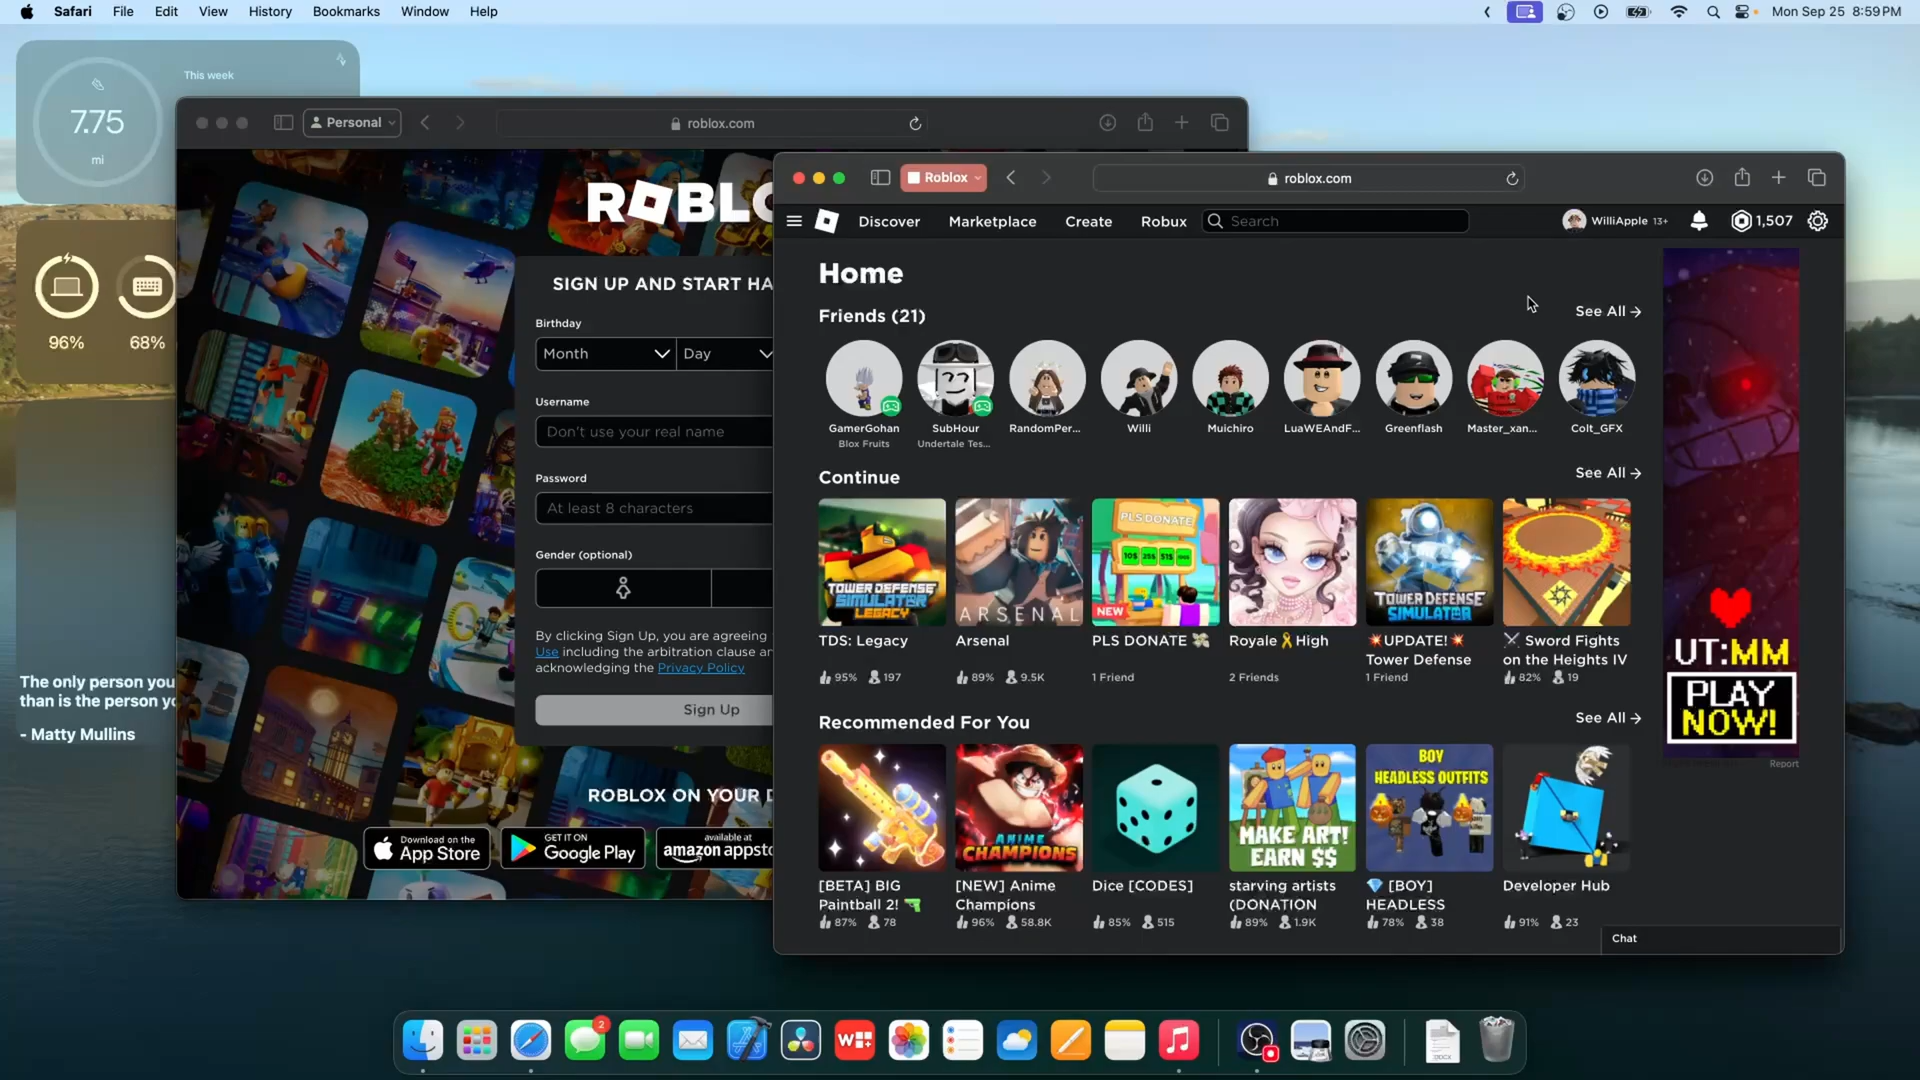 Safari File Edit View History Bookmarks Window Help
Mon Sep 25 8:59 PM
This week
7.75
mi
96% 68%
The only person you
than is the person yo
- Matty Mullins
Personal
roblox.com
ROBLO
SIGN UP AND START HA
Birthday
Month Day
Username
Don't use your real name
Password
At least 8 characters
Gender (optional)
By clicking Sign Up, you are agreeing
Use including the arbitration clause an
acknowledging the Privacy Policy
Sign Up
ROBLOX ON YOUR D
Download on the
App Store
GET IT ON
Google Play
available at
amazon appsto
Roblox
roblox.com
Discover Marketplace Create Robux Search WilliApple 13+ 1,507
Home
Friends (21) See All →
GamerGohan SubHour RandomPer... Willi Muichiro LuaWEAndF... Greenflash Master_xan... Colt_GFX
Blox Fruits Undertale Tes...
Continue See All →
TOWER DEFENSE
SIMULATOR
LEGACY
ARSENAL
PLS DONATE
10$ 25$ 51$
NEW
TOWER DEFENSE
SIMULATOR
TDS: Legacy
95% 197
Arsenal
89% 9.5K
PLS DONATE 💸
1 Friend
Royale🎗️High
2 Friends
💥UPDATE!💥
Tower Defense
1 Friend
⚔️ Sword Fights
on the Heights IV
82% 19
Recommended For You See All →
ANIME
CHAMPIONS
MAKE ART!
EARN $$
BOY
HEADLESS OUTFITS
[BETA] BIG
Paintball 2! 🔫
87% 78
[NEW] Anime
Champions
96% 58.8K
Dice [CODES]
85% 515
starving artists
(DONATION
89% 1.9K
💎 [BOY]
HEADLESS
78% 38
Developer Hub
91% 23
UT:MM
PLAY
NOW!
Report
Chat
2
W
.DOCX